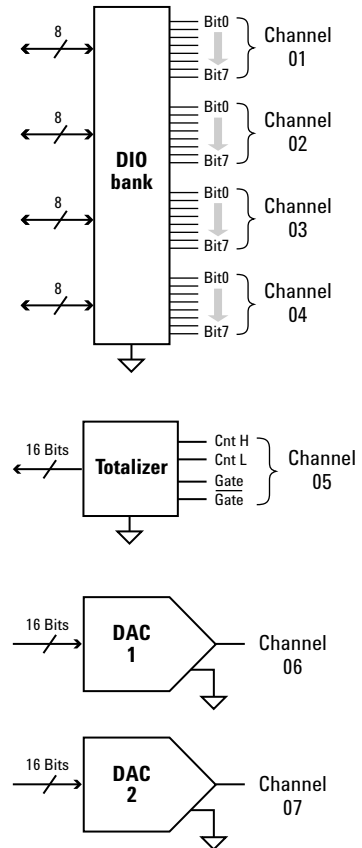 8
Bit0
Bit7
Channel
01
8
Bit0
Bit7
Channel
02
DIO
bank
8
Bit0
Bit7
Channel
03
8
Bit0
Bit7
Channel
04
16 Bits
Totalizer
Cnt H
Cnt L
Gate
Gate
Channel
05
16 Bits
DAC
1
Channel
06
16 Bits
DAC
2
Channel
07